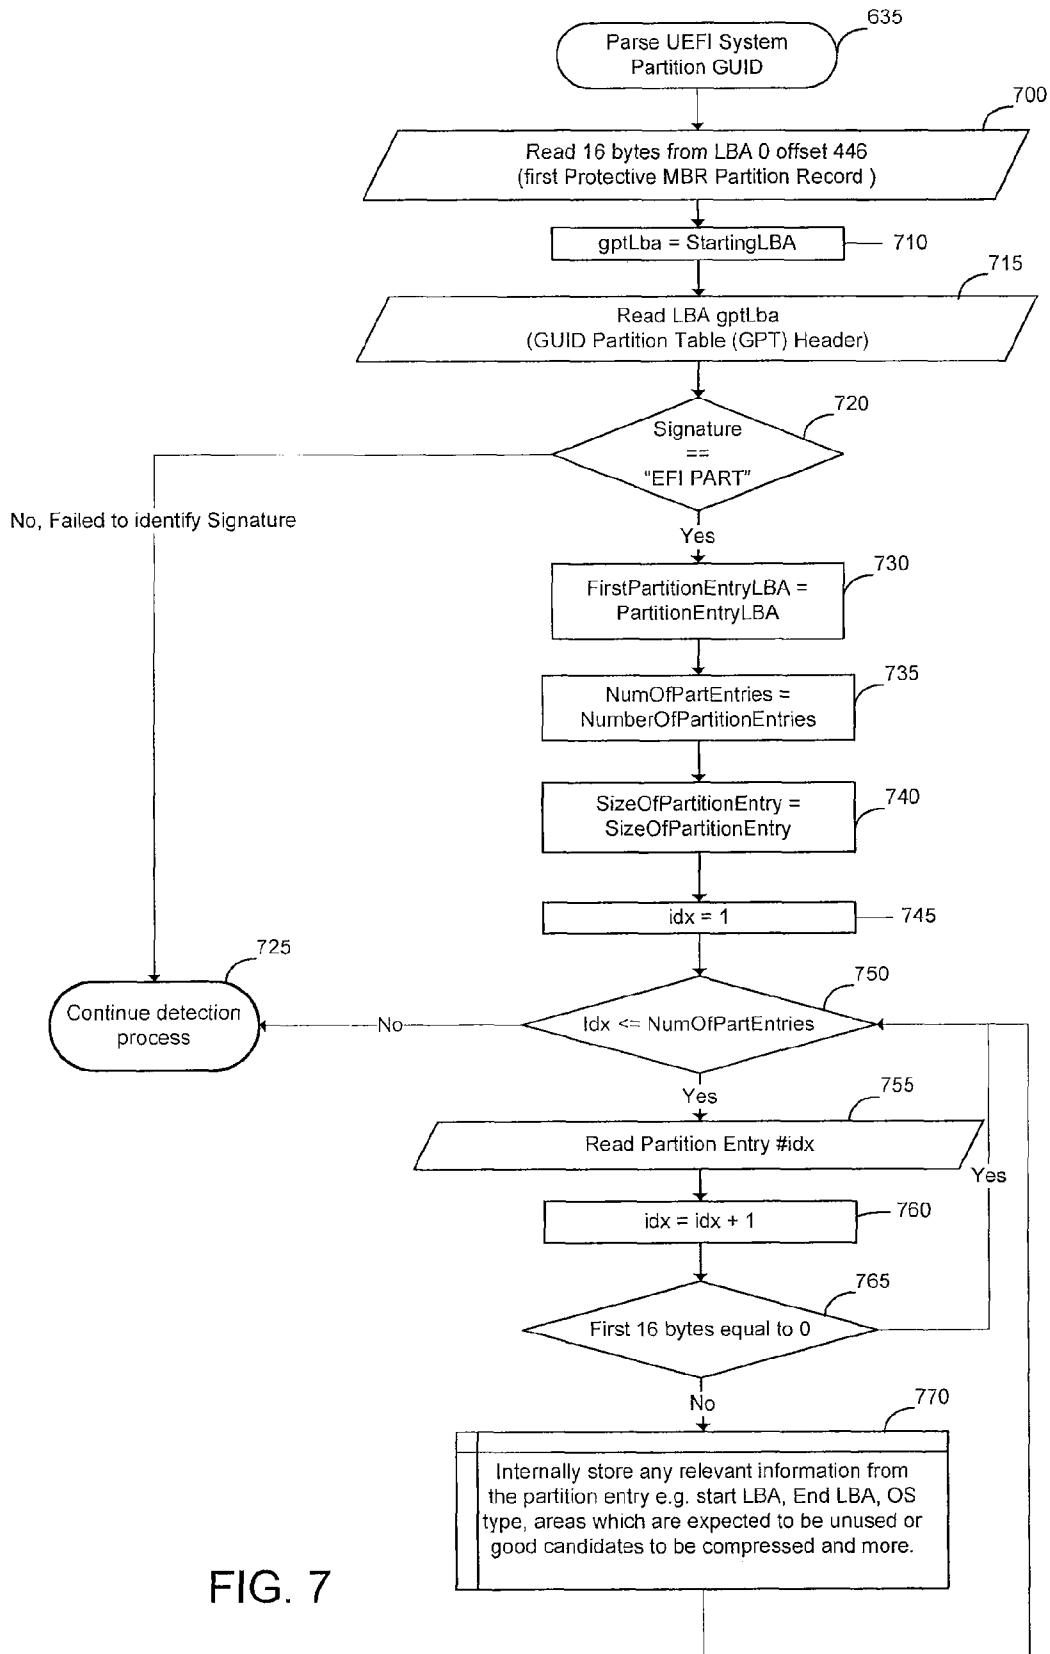 635
Parse UEFI System
Partition GUID
700
Read 16 bytes from LBA 0 offset 446
(first Protective MBR Partition Record )
gptLba = StartingLBA
710
715
Read LBA gptLba
(GUID Partition Table (GPT) Header)
720
Signature
==
“EFI PART”
No, Failed to identify Signature
Yes
730
FirstPartitionEntryLBA =
PartitionEntryLBA
735
NumOfPartEntries =
NumberOfPartitionEntries
740
SizeOfPartitionEntry =
SizeOfPartitionEntry
idx = 1
745
725
Continue detection
process
No
750
Idx <= NumOfPartEntries
Yes
755
Read Partition Entry #idx
Yes
idx = idx + 1
760
765
First 16 bytes equal to 0
No
770
Internally store any relevant information from
the partition entry e.g. start LBA, End LBA, OS
type, areas which are expected to be unused or
good candidates to be compressed and more.
FIG. 7